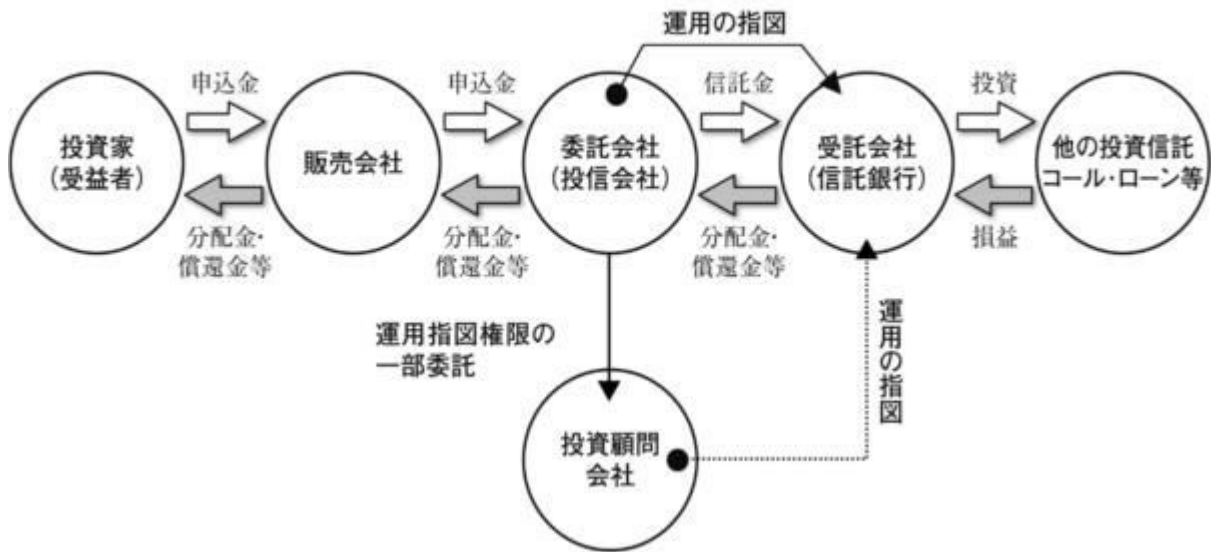 運用の指図
申込金
申込金
信託金
投資
投資家
(受益者)
販売会社
委託会社
(投信会社)
受託会社
(信託銀行)
他の投資信託
コール・ローン等
分配金・
償還金等
分配金・
償還金等
分配金・
償還金等
損益
運用指図権限の
一部委託
運用の指図
投資顧問
会社